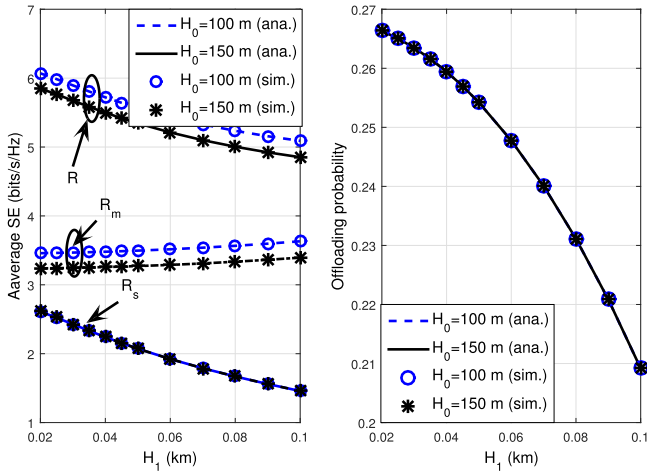 7
6
5
4
3
2
1
Aaverage SE (bits/s/Hz)
H0=100 m (ana.)
H0=150 m (ana.)
H0=100 m (sim.)
H0=150 m (sim.)
R
Rm
Rs
0.02
0.04
0.06
0.08
0.1
H1 (km)
0.27
0.26
0.25
0.24
0.23
0.22
0.21
0.2
Offloading probability
H0=100 m (ana.)
H0=150 m (ana.)
H0=100 m (sim.)
H0=150 m (sim.)
0.02
0.04
0.06
0.08
0.1
H1 (km)